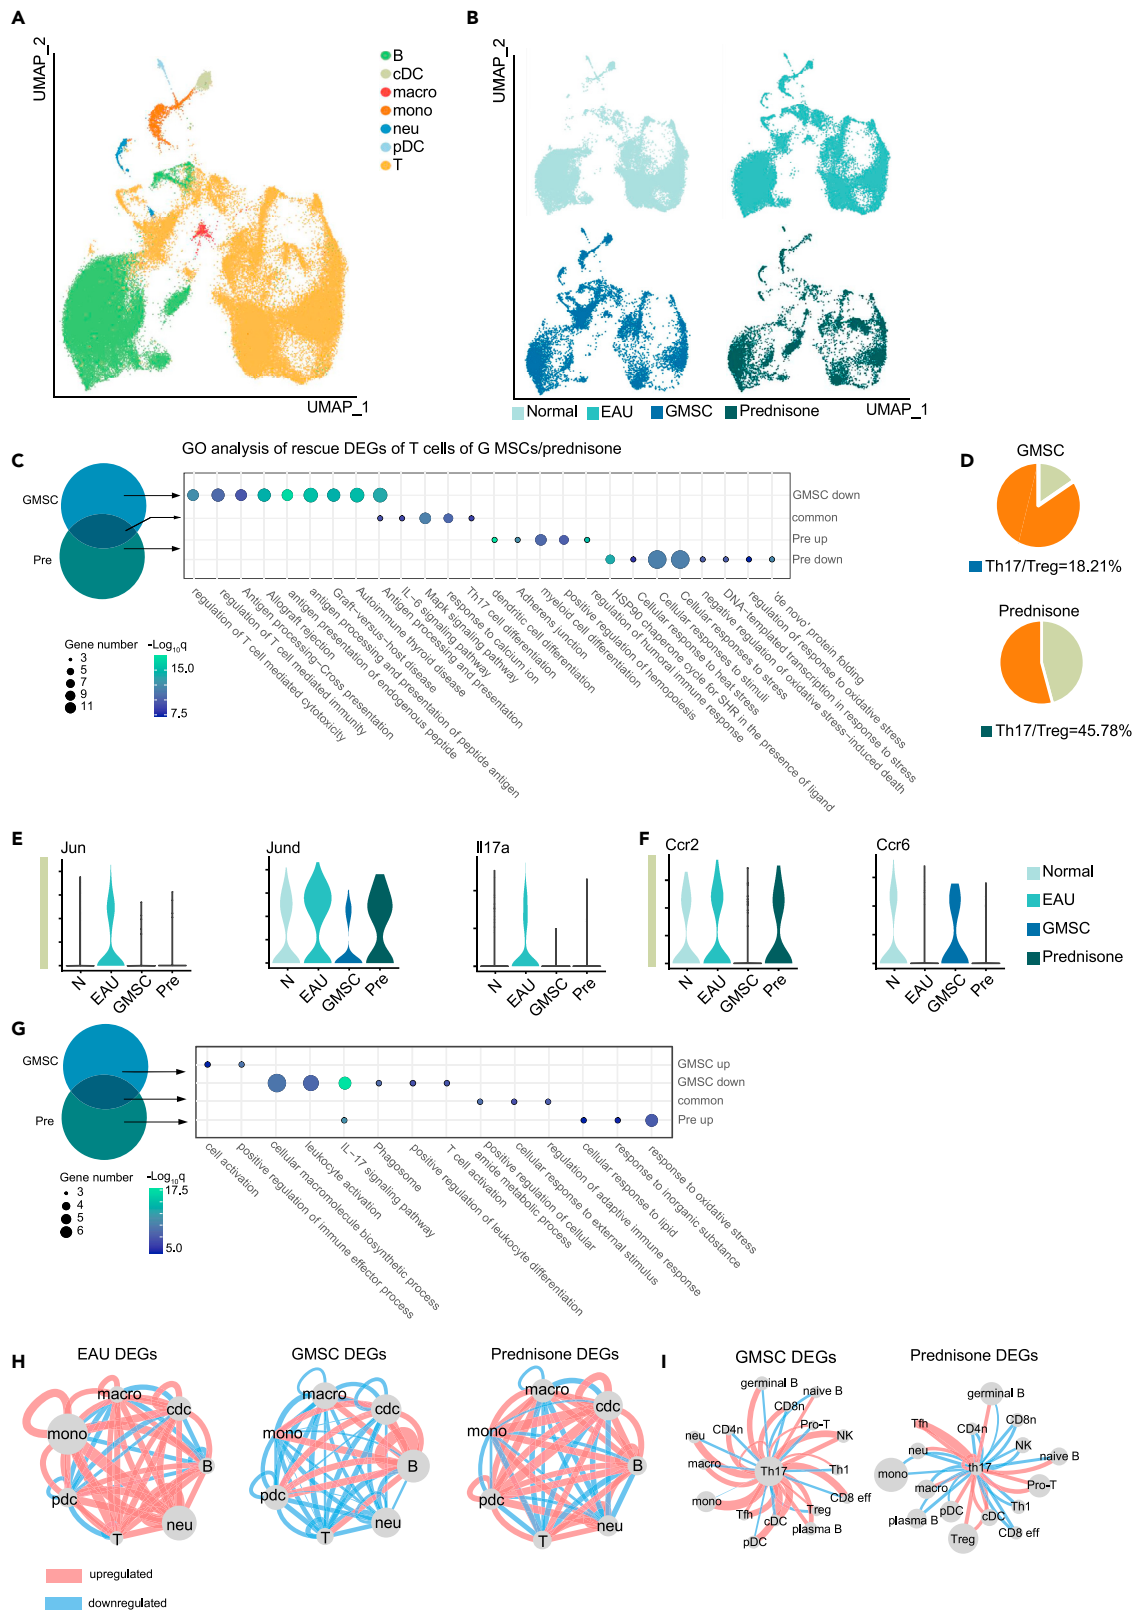 A
UMAP_2
B
cDC
macro
mono
neu
pDC
T
UMAP_1
B
UMAP_2
Normal
EAU
GMSC
Prednisone
UMAP_1
C
GO analysis of rescue DEGs of T cells of G MSCs/prednisone
GMSC
Pre
GMSC down
common
Pre up
Pre down
Gene number
3
5
7
9
11
-Log10q
15.0
7.5
regulation of T cell mediated cytotoxicity
regulation of T cell mediated immunity
Antigen processing-Cross presentation
Allograft rejection
antigen presentation of endogenous peptide
antigen processing and presentation of peptide antigen
Graft-versus-host disease
Autoimmune thyroid disease
Antigen processing and presentation
IL-6 signaling pathway
Mapk signaling pathway
response to calcium ion
Th17 cell differentiation
dendritic cell differentiation
Adherens junction
myeloid cell differentiation
positive regulation of hemopoiesis
regulation of humoral immune response
HSP90 chaperone cycle for SHR in the presence of ligand
Cellular response to heat stress
Cellular responses to stimuli
Cellular responses to stress
negative regulation of oxidative stress-induced death
DNA-templated transcription in response to stress
regulation of response to oxidative stress
'de novo' protein folding
D
GMSC
Th17/Treg=18.21%
Prednisone
Th17/Treg=45.78%
E
Jun
N
EAU
GMSC
Pre
Jund
N
EAU
GMSC
Pre
Il17a
N
EAU
GMSC
Pre
F
Ccr2
N
EAU
GMSC
Pre
Ccr6
N
EAU
GMSC
Pre
Normal
EAU
GMSC
Prednisone
G
GMSC
Pre
GMSC up
GMSC down
common
Pre up
Gene number
3
4
5
6
-Log10q
17.5
5.0
cell activation
positive regulation of immune effector process
cellular macromolecule biosynthetic process
leukocyte activation
IL-17 signaling pathway
Phagosome
positive regulation of leukocyte differentiation
T cell activation
positive regulation of cellular
amide metabolic process
cellular response to external stimulus
regulation of adaptive immune response
cellular response to lipid
response to inorganic substance
response to oxidative stress
H
EAU DEGs
macro
cdc
mono
B
pdc
neu
T
GMSC DEGs
macro
cdc
mono
B
pdc
neu
T
Prednisone DEGs
macro
cdc
mono
B
pdc
neu
T
upregulated
downregulated
I
GMSC DEGs
germinal B
naive B
CD8n
CD4n
Pro-T
neu
NK
macro
Th17
Th1
mono
CD8 eff
Treg
Tfh
cDC
plasma B
pDC
Prednisone DEGs
germinal B
Tfh
CD4n
CD8n
neu
NK
naive B
mono
th17
macro
Pro-T
pDC
Th1
plasma B
cDC
CD8 eff
Treg